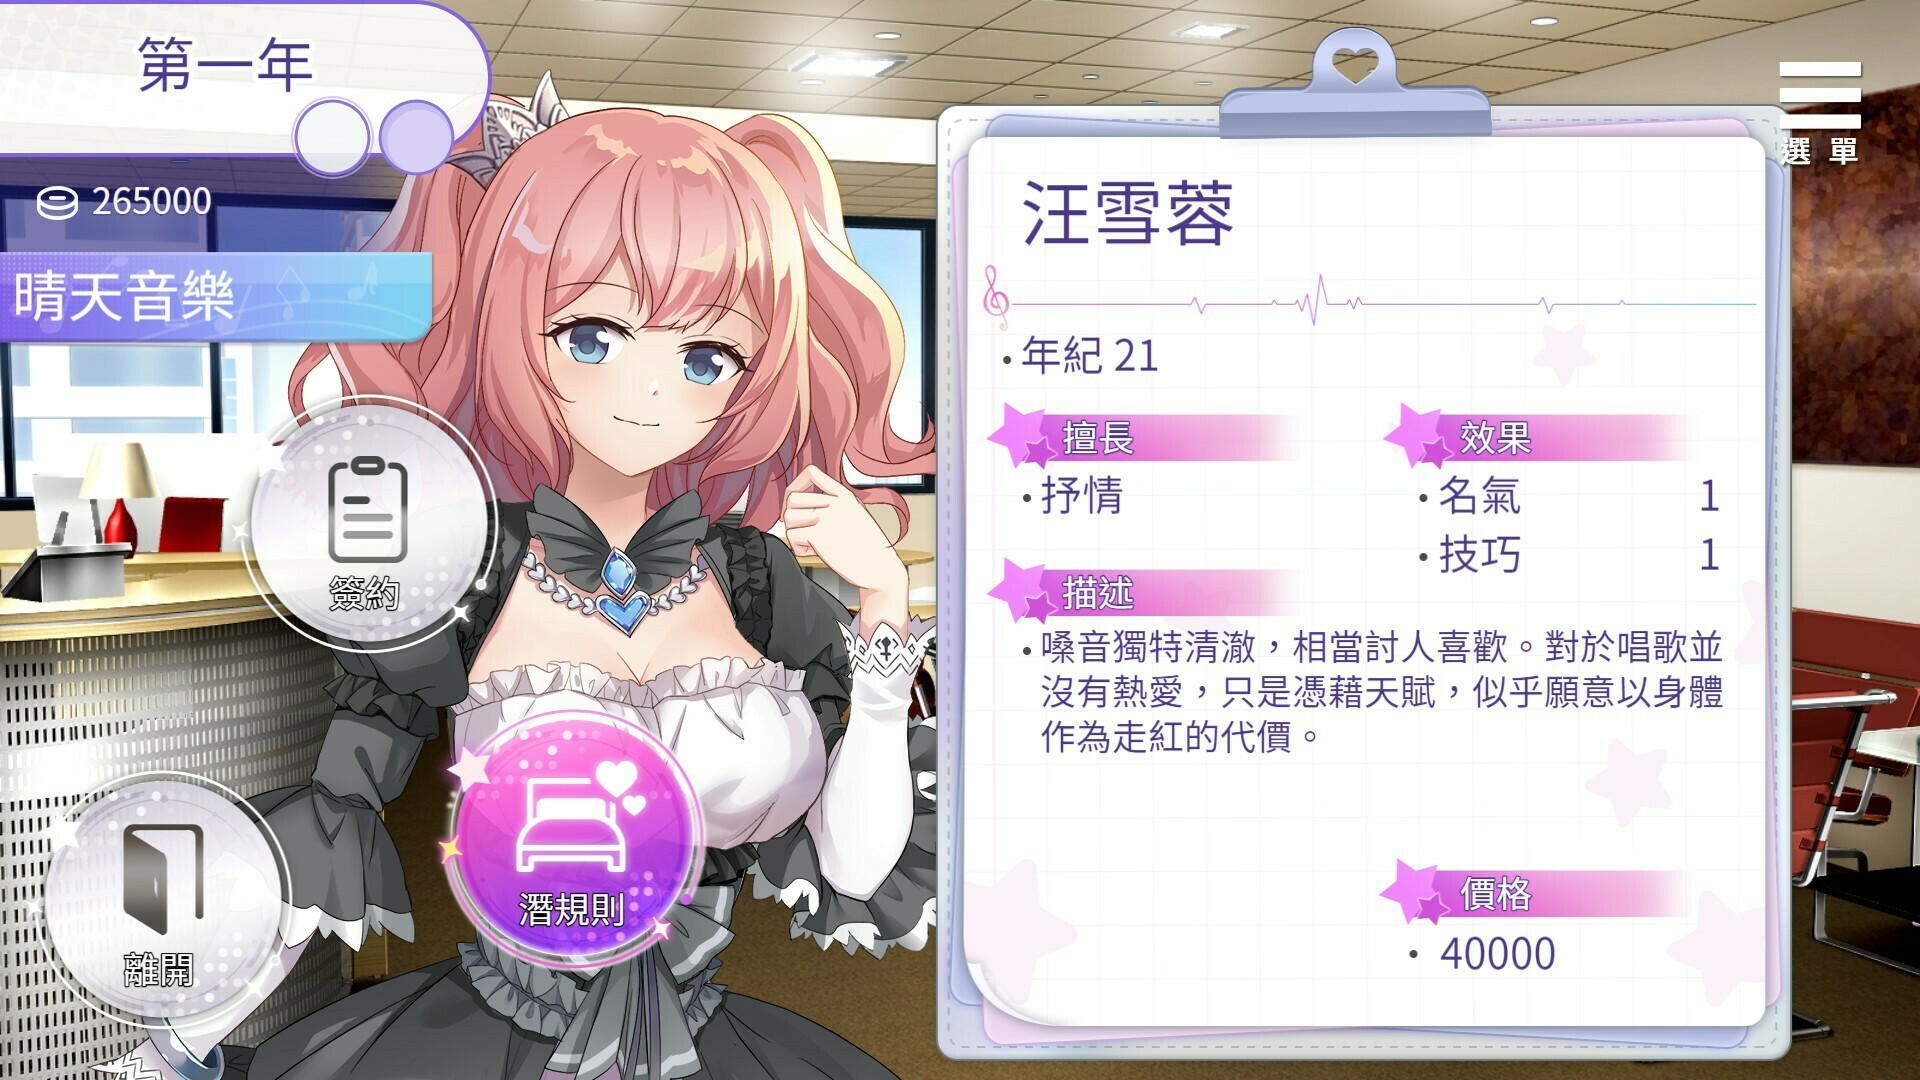 第一年
265000
晴天音樂
選單
簽約
潛規則
離開
汪雪蓉
·年紀 21
擅長
·抒情
效果
·名氣 1
·技巧 1
描述
·嗓音獨特清澈，相當討人喜歡。對於唱歌並
沒有熱愛，只是憑藉天賦，似乎願意以身體
作為走紅的代價。
價格
·40000